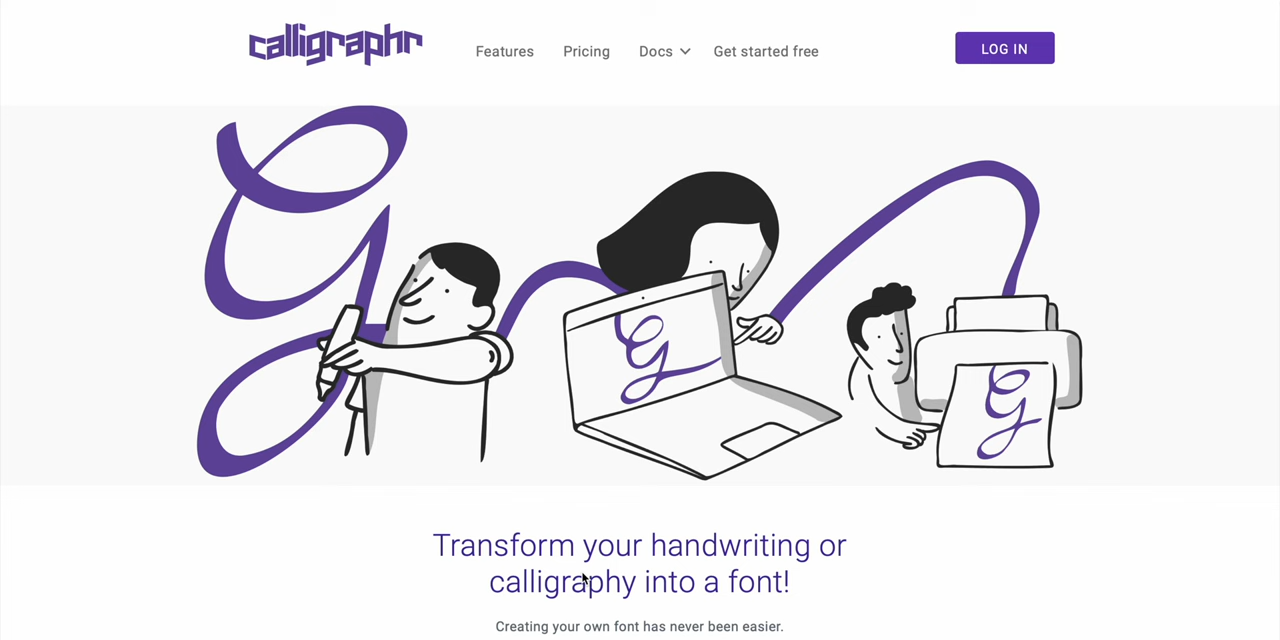 calligraphr
Features Pricing Docs Get started free
LOG IN
G
G
G
Transform your handwriting or
calligraphy into a font!
Creating your own font has never been easier.